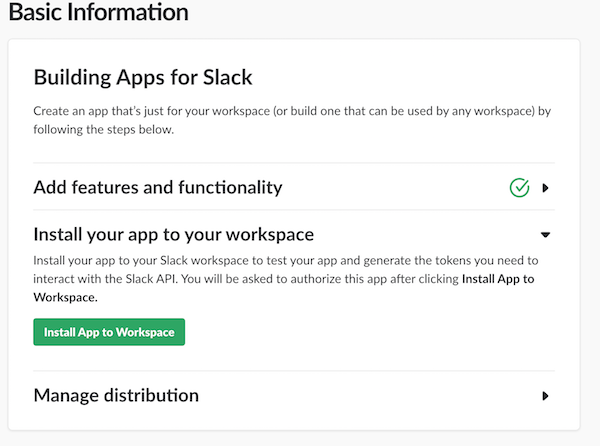 Basic Information
Building Apps for Slack
Create an app that's just for your workspace (or build one that can be used by any workspace) by
following the steps below.
Add features and functionality
Install your app to your workspace
Install your app to your Slack workspace to test your app and generate the tokens you need to
interact with the Slack API. You will be asked to authorize this app after clicking Install App to
Workspace.
Install App to Workspace
Manage distribution